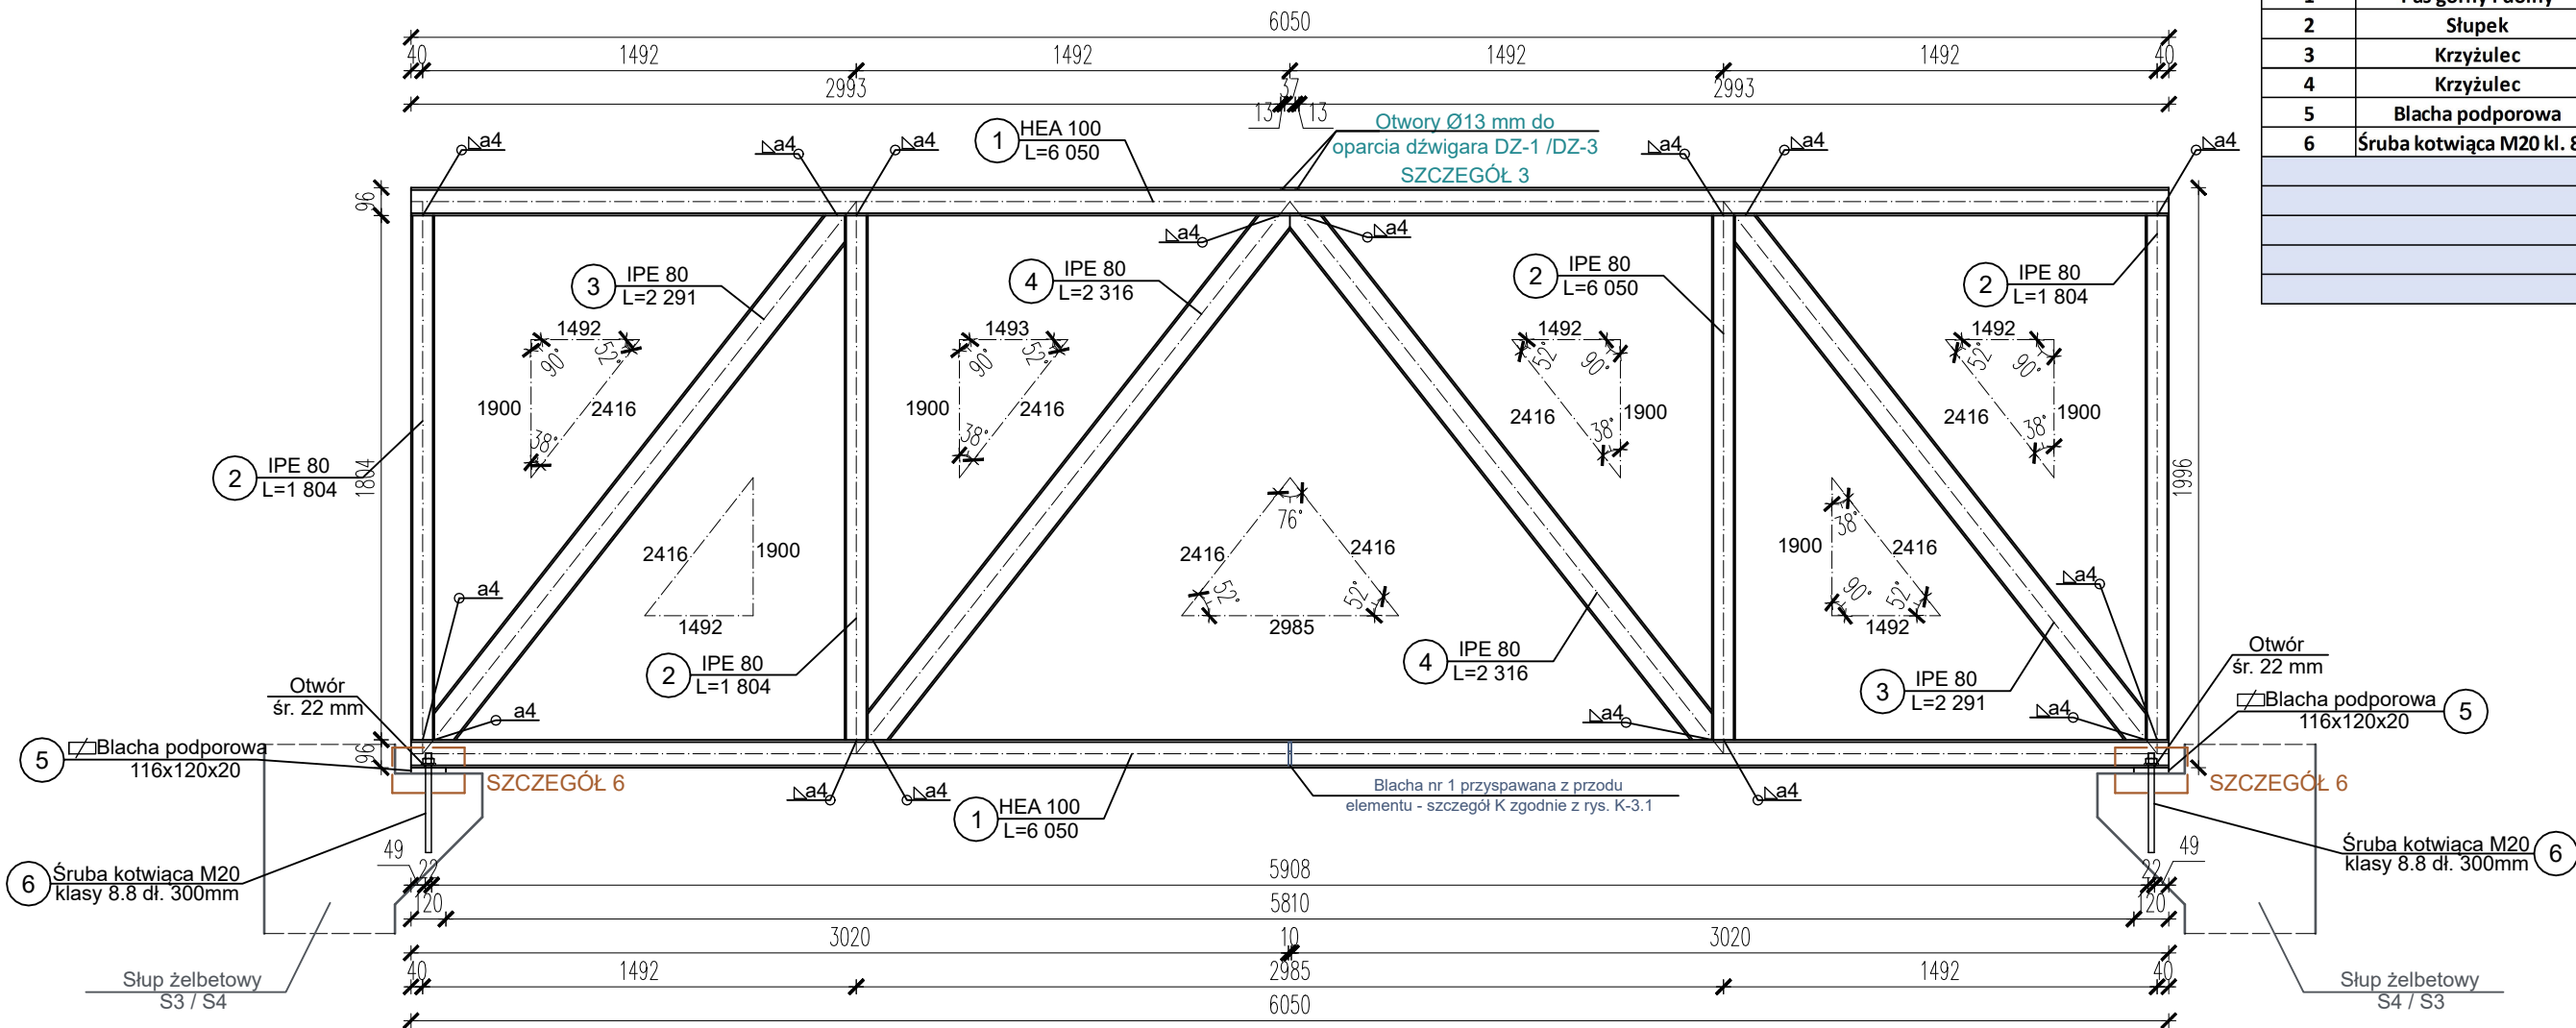 6050
40
1492
1492
1492
1492
40
2993
37
2993
13
13
1
2 Słupek
3 Krzyżulec
4 Krzyżulec
5 Blacha podporowa
6 Śruba kotwiąca M20 kl. 8
a4
a4
a4
1 HEA 100
L=6 050
Otwory Ø13 mm do
oparcia dźwigara DZ-1 /DZ-3
SZCZEGÓŁ 3
a4
a4
a4
96
a4
a4
3 IPE 80
L=2 291
4 IPE 80
L=2 316
2 IPE 80
L=6 050
2 IPE 80
L=1 804
1492
90°
52°
1900
2416
38°
1493
90°
52°
1900
2416
38°
1492
52°
90°
2416
1900
38°
1492
52°
90°
2416
1900
38°
2 IPE 80
L=1 804
1804
1996
2416
1900
1492
76°
2416
2416
52°
52°
2985
38°
1900
2416
90°
52°
1492
a4
a4
2 IPE 80
L=1 804
4 IPE 80
L=2 316
3 IPE 80
L=2 291
Otwór
śr. 22 mm
a4
a4
a4
Otwór
śr. 22 mm
5 Blacha podporowa
116x120x20
96
SZCZEGÓŁ 6
a4
a4
1 HEA 100
L=6 050
Blacha nr 1 przyspawana z przodu
elementu - szczegół K zgodnie z rys. K-3.1
a4
SZCZEGÓŁ 6
Blacha podporowa 5
116x120x20
6 Śruba kotwiąca M20
klasy 8.8 dł. 300mm
Śruba kotwiąca M20 6
klasy 8.8 dł. 300mm
49
22
5908
22
49
120
5810
120
3020
10
3020
40
1492
2985
1492
40
6050
Słup żelbetowy
S3 / S4
Słup żelbetowy
S4 / S3